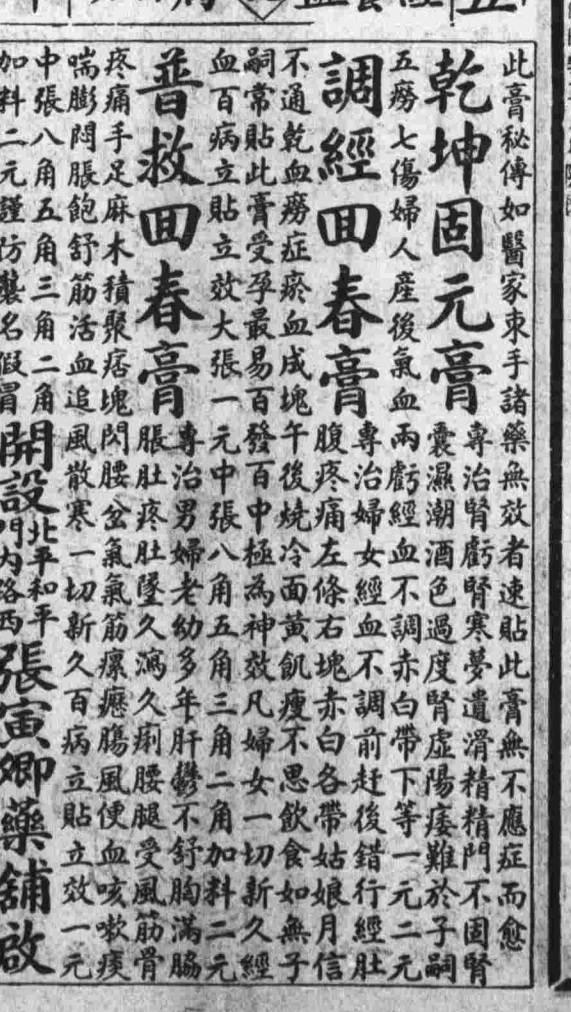 此膏秘傳如醫家束手諸藥無效者速貼此膏無不應症而愈
乾坤固元膏
專治腎虧腎寒夢遺滑精精門不固腎
囊濕潮酒色過度腎虛陽痿難於子嗣
五癆七傷婦人産後氣血兩虧經血不調赤白帶下等一元二元
調經回春膏
專治婦女經血不調前赶後錯行經肚
腹疼痛左條右塊赤白各帶姑娘月信
不通乾血癆症瘀血成塊午後燒冷面黃飢瘦不思飲食如無子
嗣常貼此膏受孕最易百發百中極為神效凡婦女一切新久經
血百病立貼立效大張一元中張八角五角三角二角加料二元
普救回春膏
專治男婦老幼多年肝鬱不舒胸滿脇
脹肚疼肚墜久瀉久痢腰腿受風筋骨
疼痛手足麻木積聚痞塊閃腰岔氣氣筋瘰癧腸風便血咳嗽痰
喘膨悶脹飽舒筋活血追風散寒一切新久百病立貼立效一元
中張八角五角三角二角
加料二元謹防襲名假冒
開設
北平和平
門內路西
張寅卿藥舖啟